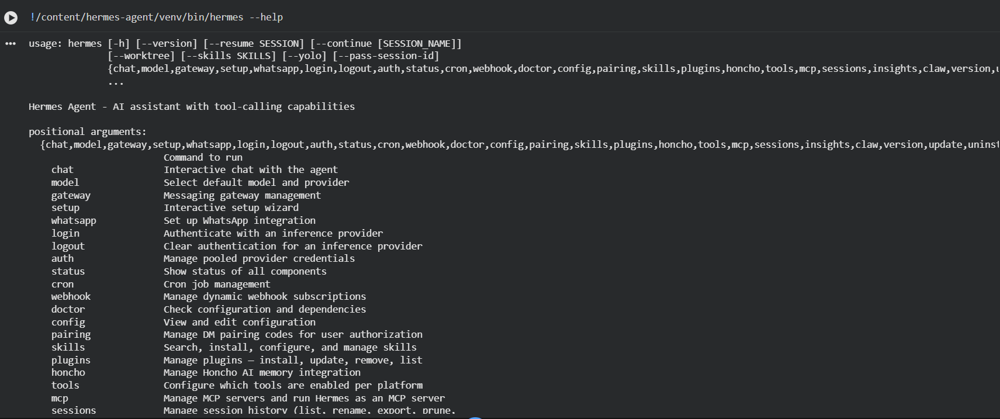 !/content/hermes-agent/venv/bin/hermes --help
usage: hermes [-h] [--version] [--resume SESSION] [--continue [SESSION_NAME]]
[--worktree] [--skills SKILLS] [--yolo] [--pass-session-id]
{chat,model,gateway,setup,whatsapp,login,logout,auth,status,cron,webhook,doctor,config,pairing,skills,plugins,honcho,tools,mcp,sessions,insights,claw,version,
...
Hermes Agent - AI assistant with tool-calling capabilities
positional arguments:
{chat,model,gateway,setup,whatsapp,login,logout,auth,status,cron,webhook,doctor,config,pairing,skills,plugins,honcho,tools,mcp,sessions,insights,claw,version,update,uninst
Command to run
chat Interactive chat with the agent
model Select default model and provider
gateway Messaging gateway management
setup Interactive setup wizard
whatsapp Set up WhatsApp integration
login Authenticate with an inference provider
logout Clear authentication for an inference provider
auth Manage pooled provider credentials
status Show status of all components
cron Cron job management
webhook Manage dynamic webhook subscriptions
doctor Check configuration and dependencies
config View and edit configuration
pairing Manage DM pairing codes for user authorization
skills Search, install, configure, and manage skills
plugins Manage plugins — install, update, remove, list
honcho Manage Honcho AI memory integration
tools Configure which tools are enabled per platform
mcp Manage MCP servers and run Hermes as an MCP server
sessions Manage session history (list, rename, export, prune,